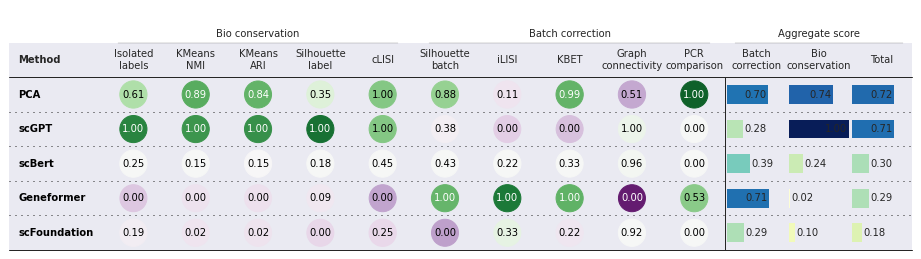 Bio conservation Batch correction Aggregate score
Method Isolated labels KMeans NMI KMeans ARI Silhouette label cLISI Silhouette batch iLISI KBET Graph connectivity PCR comparison Batch correction Bio conservation Total
PCA 0.61 0.89 0.84 0.35 1.00 0.88 0.11 0.99 0.51 1.00 0.70 0.74 0.72
scGPT 1.00 1.00 1.00 1.00 1.00 0.38 0.00 0.00 1.00 0.00 0.28 0.71
scBert 0.25 0.15 0.15 0.18 0.45 0.43 0.22 0.33 0.96 0.00 0.39 0.24 0.30
Geneformer 0.00 0.00 0.00 0.09 0.00 1.00 1.00 1.00 0.00 0.53 0.71 0.02 0.29
scFoundation 0.19 0.02 0.02 0.00 0.25 0.00 0.33 0.22 0.92 0.00 0.29 0.10 0.18